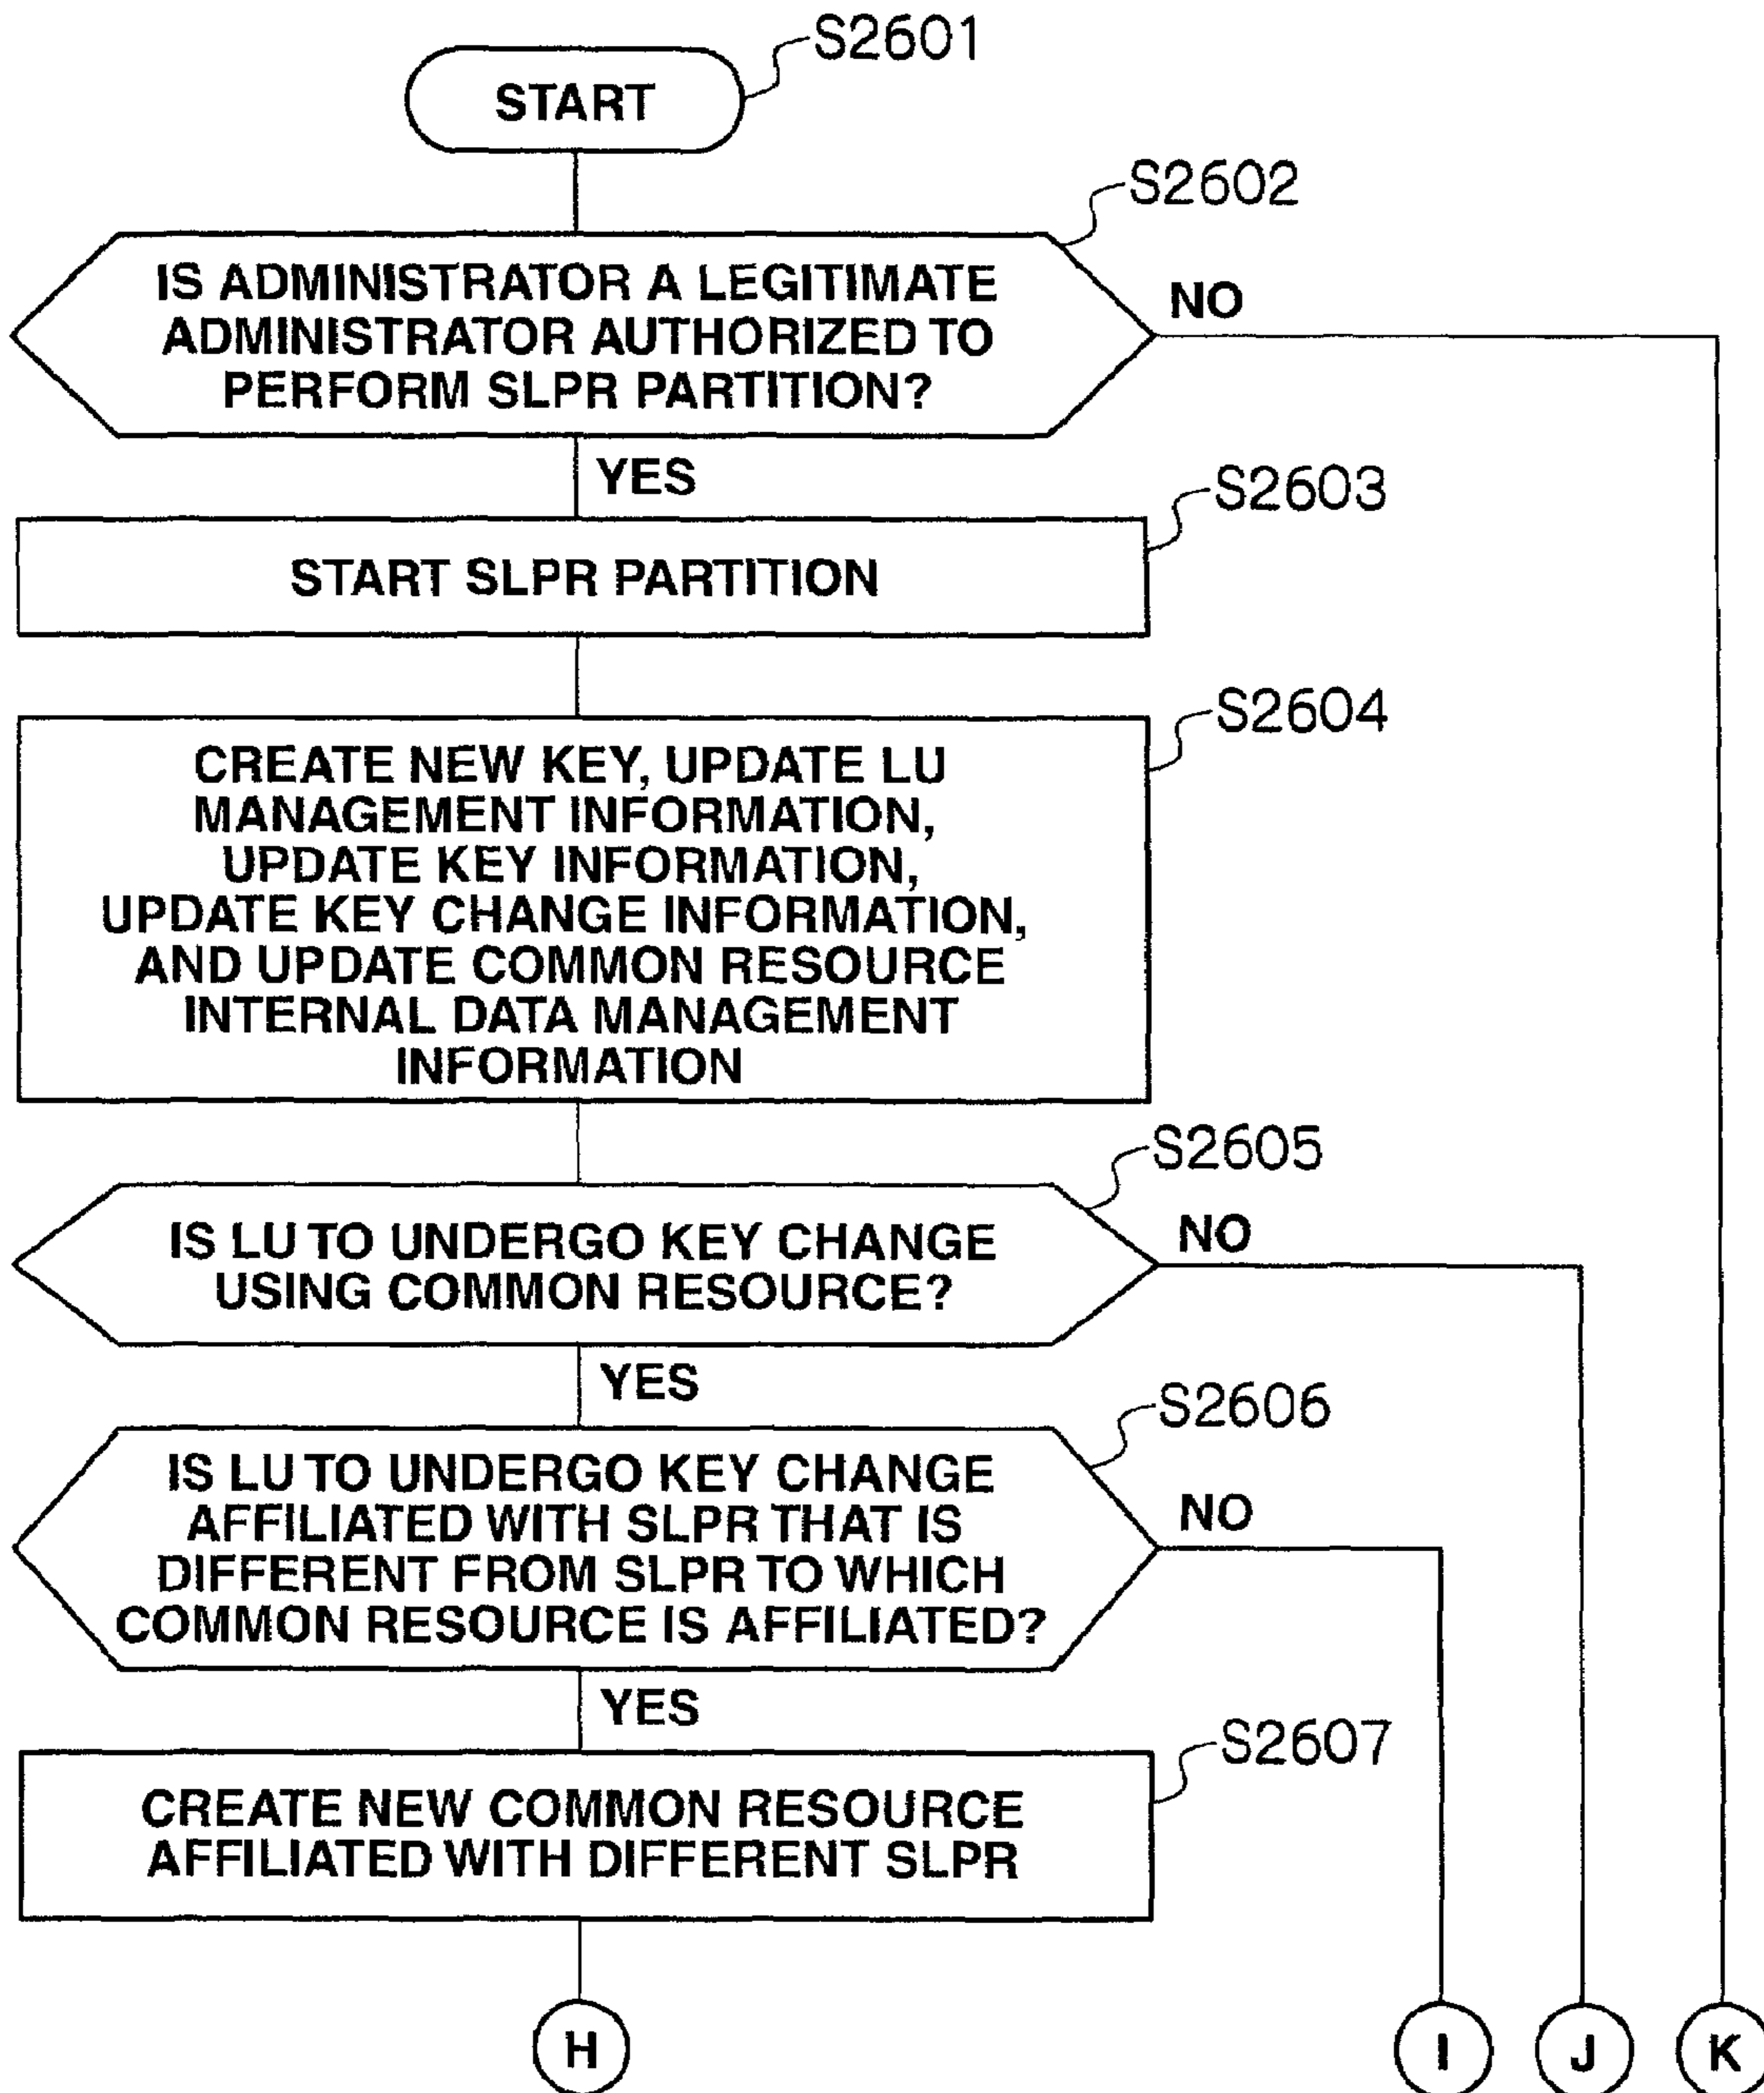 S2601
START
S2602
IS ADMINISTRATOR A LEGITIMATE
ADMINISTRATOR AUTHORIZED TO
PERFORM SLPR PARTITION?
NO
YES
S2603
START SLPR PARTITION
S2604
CREATE NEW KEY, UPDATE LU
MANAGEMENT INFORMATION,
UPDATE KEY INFORMATION,
UPDATE KEY CHANGE INFORMATION,
AND UPDATE COMMON RESOURCE
INTERNAL DATA MANAGEMENT
INFORMATION
S2605
IS LU TO UNDERGO KEY CHANGE
USING COMMON RESOURCE?
NO
YES
S2606
IS LU TO UNDERGO KEY CHANGE
AFFILIATED WITH SLPR THAT IS
DIFFERENT FROM SLPR TO WHICH
COMMON RESOURCE IS AFFILIATED?
NO
YES
S2607
CREATE NEW COMMON RESOURCE
AFFILIATED WITH DIFFERENT SLPR
H I J K